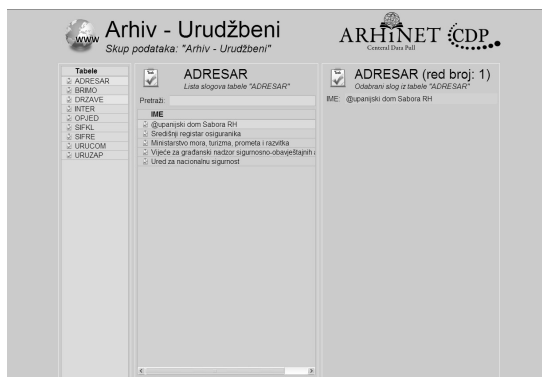 www
Arhiv - Urudžbeni
Skup podataka: "Arhiv - Urudžbeni"
ARHiNET CDP
Centeral Data Pull
Tabele
ADRESAR
BRIMO
DRZAVE
INTER
OPJED
SIFKL
SIFRE
URUCOM
URUZAP
ADRESAR
Lista slogova tabele "ADRESAR"
Pretraži:
IME
@upanijski dom Sabora RH
Središnji registar osiguranika
Ministarstvo mora, turizma, prometa i razvitka
Vijeće za građanski nadzor sigurnosno-obavještajnih a
Ured za nacionalnu sigurnost
ADRESAR (red broj: 1)
Odabrani slog iz tabele "ADRESAR"
IME: @upanijski dom Sabora RH